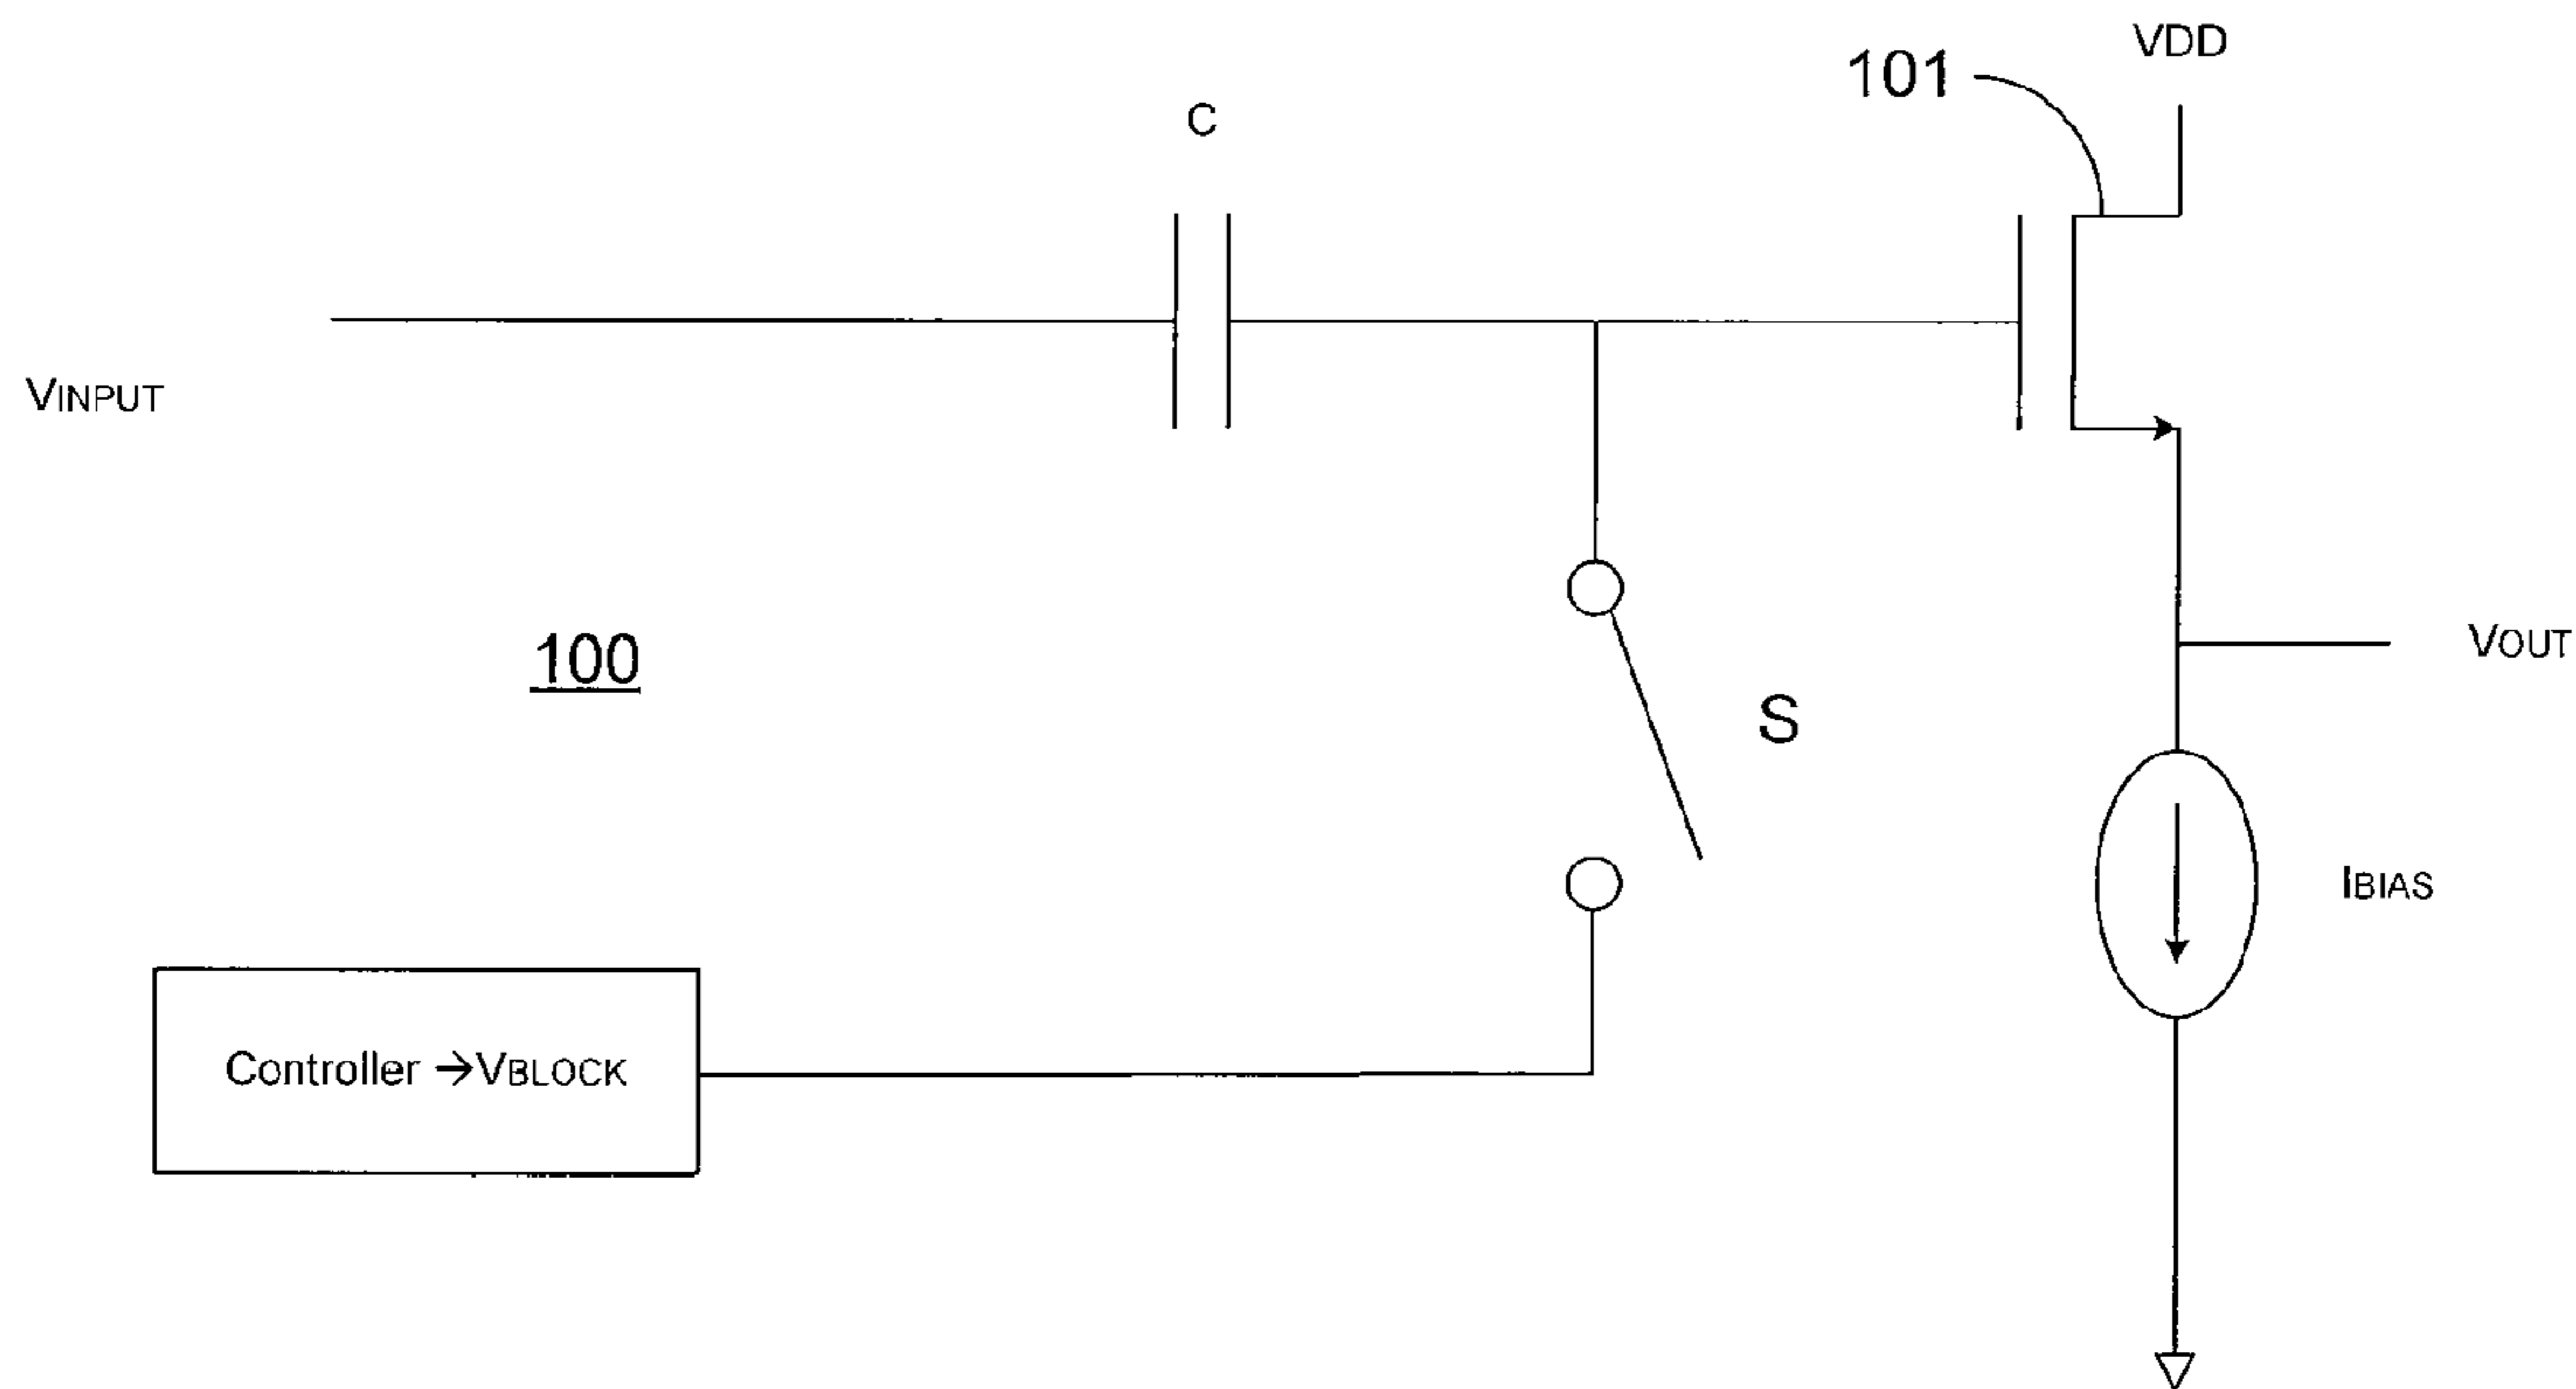 VDD
101
C
VINPUT
100
VOUT
S
IBIAS
Controller →VBLOCK